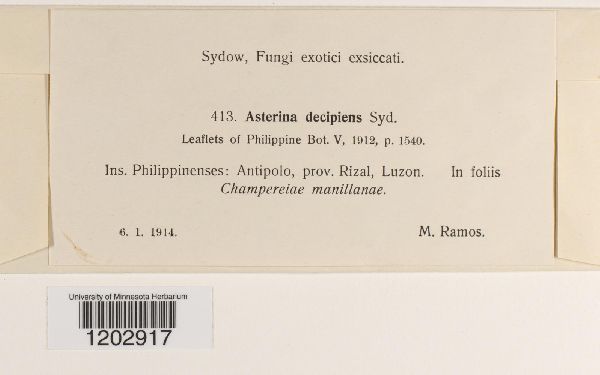 Sydow, Fungi exotici exsiccati.
413. Asterina decipiens Syd.
Leaflets of Philippine Bot. V, 1912, p. 1540.
Ins. Philippinenses: Antipolo, prov. Rizal, Luzon. In foliis
Champereiae manillanae.
6. 1. 1914. M. Ramos.
University of Minnesota Herbarium
1202917